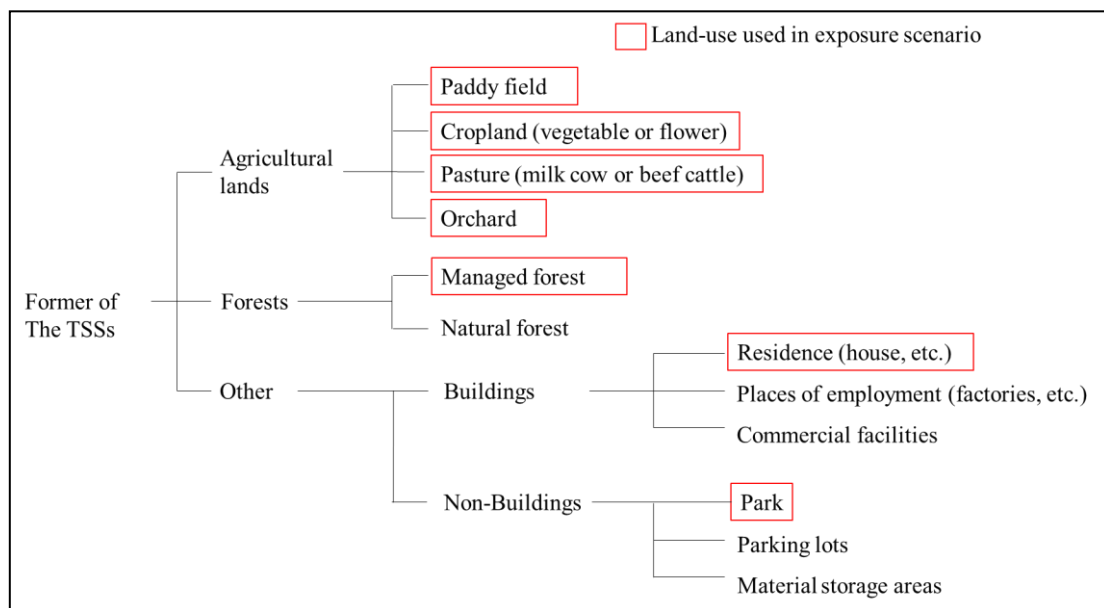 Land-use used in exposure scenario
Paddy field
Cropland (vegetable or flower)
Agricultural
lands
Pasture (milk cow or beef cattle)
Orchard
Managed forest
Former of
The TSSs
Forests
Natural forest
Residence (house, etc.)
Other
Buildings
Places of employment (factories, etc.)
Commercial facilities
Non-Buildings
Park
Parking lots
Material storage areas